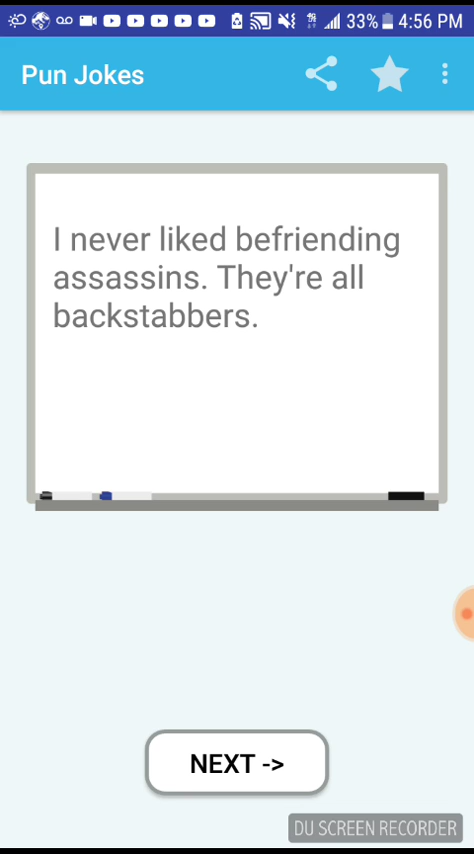 33% 4:56 PM
Pun Jokes
I never liked befriending
assassins. They're all
backstabbers.
NEXT ->
DU SCREEN RECORDER